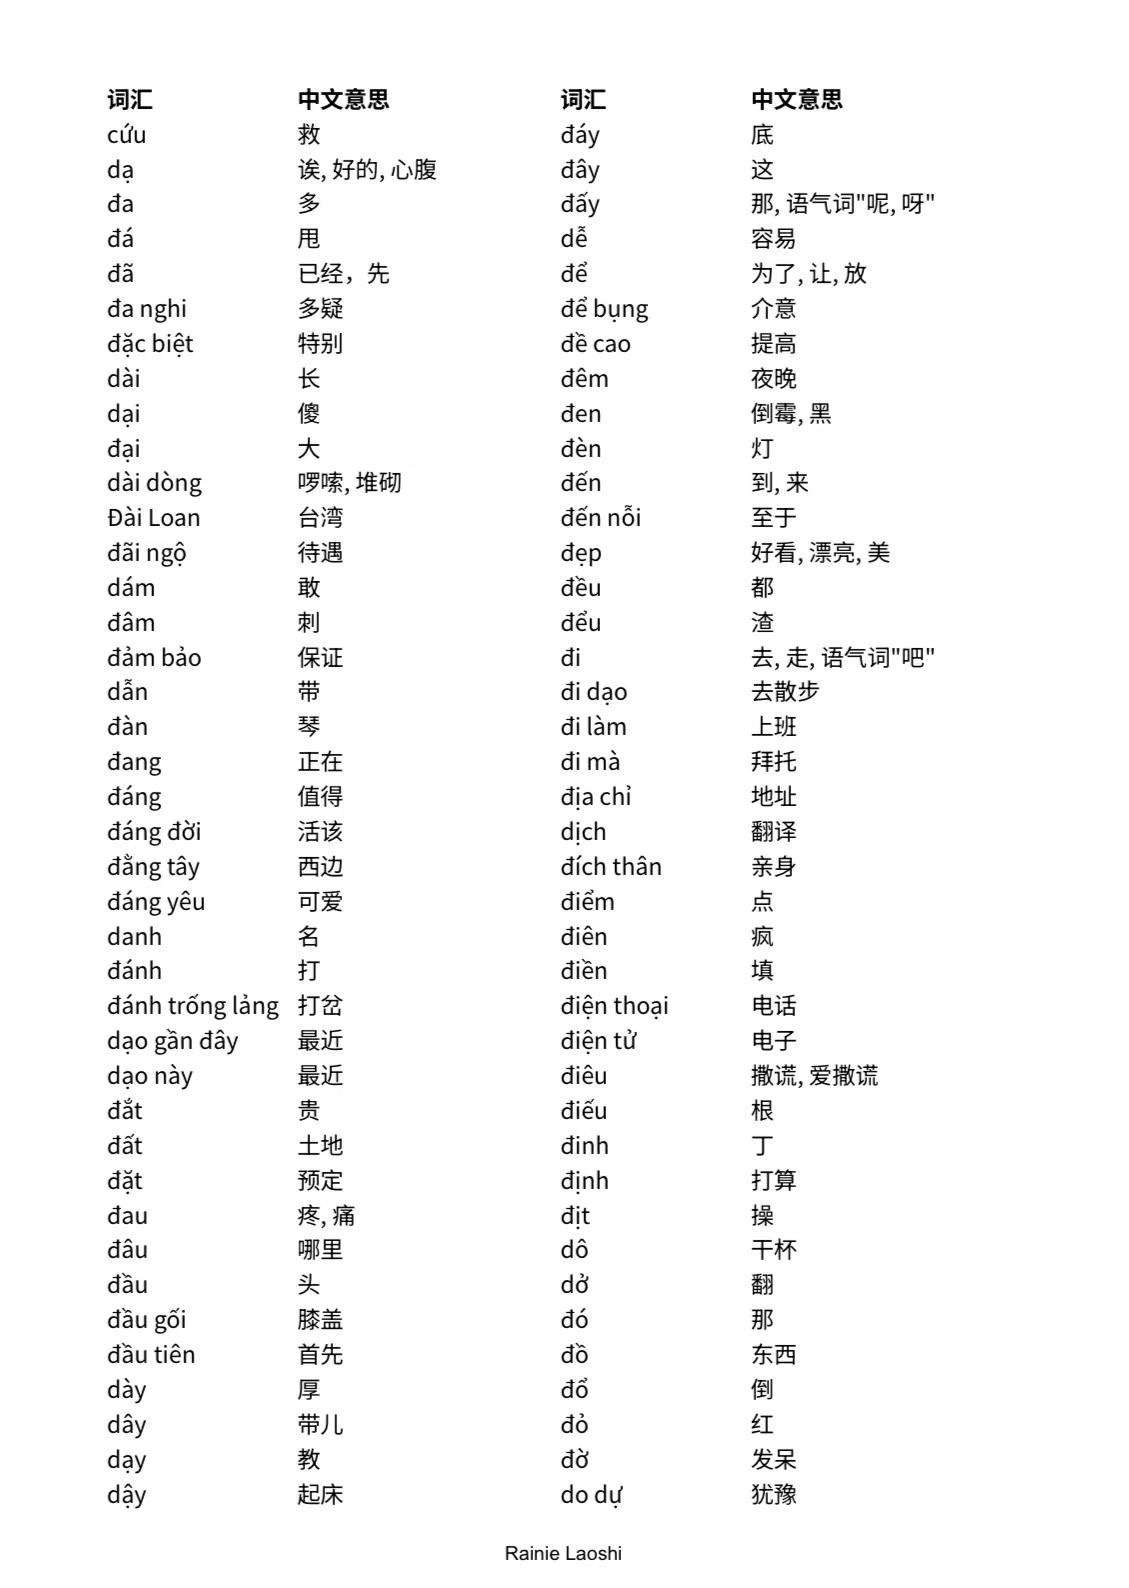 词汇 中文意思 词汇 中文意思
cứu 救 đáy 底
dạ 诶, 好的, 心腹 đây 这
đa 多 đấy 那, 语气词"呢, 呀"
đá 甩 dễ 容易
đã 已经，先 để 为了, 让, 放
đa nghi 多疑 để bụng 介意
đặc biệt 特别 đề cao 提高
dài 长 đêm 夜晚
dại 傻 đen 倒霉, 黑
đại 大 đèn 灯
dài dòng 啰嗦, 堆砌 đến 到, 来
Đài Loan 台湾 đến nỗi 至于
đãi ngộ 待遇 đẹp 好看, 漂亮, 美
dám 敢 đều 都
đâm 刺 đểu 渣
đảm bảo 保证 đi 去, 走, 语气词"吧"
dẫn 带 đi dạo 去散步
đàn 琴 đi làm 上班
đang 正在 đi mà 拜托
đáng 值得 địa chỉ 地址
đáng đời 活该 dịch 翻译
đằng tây 西边 đích thân 亲身
đáng yêu 可爱 điểm 点
danh 名 điên 疯
đánh 打 điền 填
đánh trống lảng 打岔 điện thoại 电话
dạo gần đây 最近 điện tử 电子
dạo này 最近 điêu 撒谎, 爱撒谎
đắt 贵 điếu 根
đất 土地 đinh 丁
đặt 预定 định 打算
đau 疼, 痛 địt 操
đâu 哪里 dô 干杯
đầu 头 dở 翻
đầu gối 膝盖 đó 那
đầu tiên 首先 đồ 东西
dày 厚 đổ 倒
dây 带儿 đỏ 红
dạy 教 đờ 发呆
dậy 起床 do dự 犹豫
Rainie Laoshi